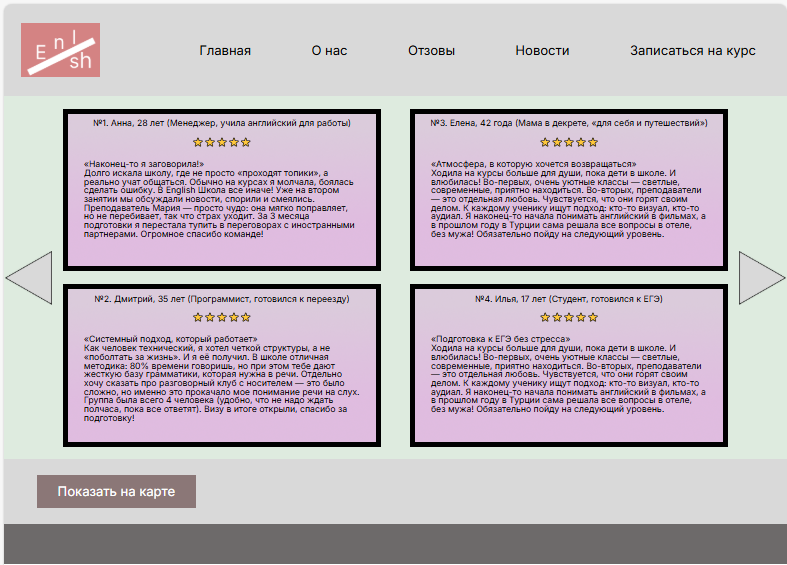 Enlsh
Главная
О нас
Отзывы
Новости
Записаться на курс
№1. Анна, 28 лет (Менеджер, учила английский для работы)
«Наконец-то я заговорила!»
Долго искала школу, где не просто «проходят топики», а
реально учат общаться. Обычно на курсах я молчала, боялась
сделать ошибку. В English Школа все иначе! Уже на втором
занятии мы обсуждали новости, спорили и смеялись.
Преподаватель Мария — просто чудо: она мягко поправляет,
но не перебивает, так что страх уходит. За 3 месяца
подготовки я перестала тупить в переговорах с иностранными
партнерами. Огромное спасибо команде!
№3. Елена, 42 года (Мама в декрете, «для себя и путешествий»)
«Атмосфера, в которую хочется возвращаться»
Ходила на курсы больше для души, пока дети в школе. И
влюбилась! Во-первых, очень уютные классы — светлые,
современные, приятно находиться. Во-вторых, преподаватели
— это отдельная любовь. Чувствуется, что они горят своим
делом. К каждому ученику ищут подход: кто-то визуал, кто-то
аудиал. Я наконец-то начала понимать английский в фильмах, а
в прошлом году в Турции сама решала все вопросы в отеле,
без мужа! Обязательно пойду на следующий уровень.
№2. Дмитрий, 35 лет (Программист, готовился к переезду)
«Системный подход, который работает»
Как человек технический, я хотел четкой структуры, а не
«поболтать за жизнь». И я её получил. В школе отличная
методика: 80% времени говоришь, но при этом тебе дают
жесткую базу грамматики, которая нужна в речи. Отдельно
хочу сказать про разговорный клуб с носителем — это было
сложно, но именно это прокачало мое понимание речи на слух.
Группа была всего 4 человека (удобно, что не надо ждать
полчаса, пока все ответят). Визу в итоге открыли, спасибо за
подготовку!
№4. Илья, 17 лет (Студент, готовился к ЕГЭ)
«Подготовка к ЕГЭ без стресса»
Ходила на курсы больше для души, пока дети в школе. И
влюбилась! Во-первых, очень уютные классы — светлые,
современные, приятно находиться. Во-вторых, преподаватели
— это отдельная любовь. Чувствуется, что они горят своим
делом. К каждому ученику ищут подход: кто-то визуал, кто-то
аудиал. Я наконец-то начала понимать английский в фильмах, а
в прошлом году в Турции сама решала все вопросы в отеле,
без мужа! Обязательно пойду на следующий уровень.
Показать на карте